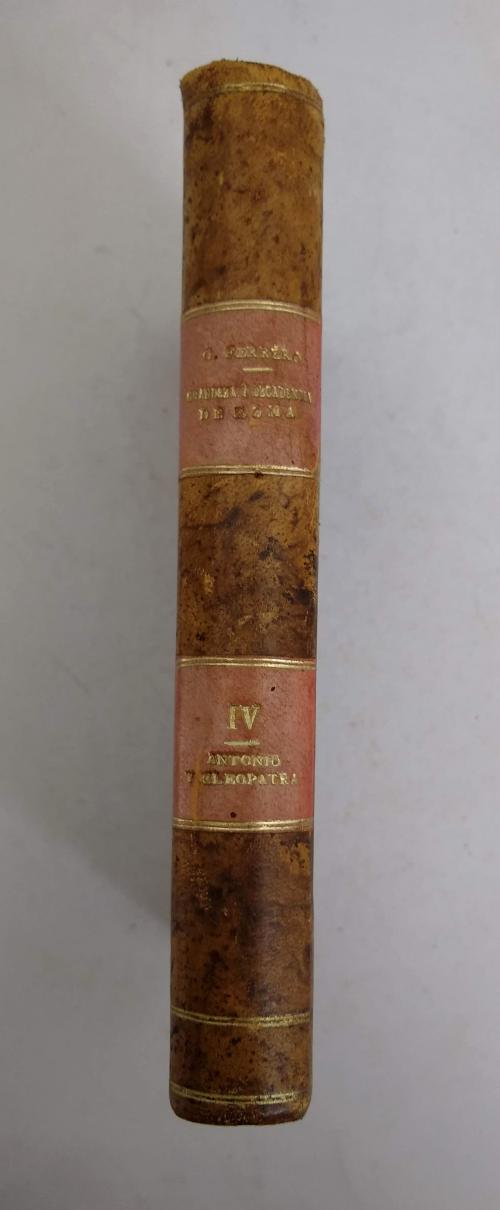 G. FERRERO
GRANDEZA Y DECADENCIA
DE ROMA
IV
ANTONIO
Y CLEOPATRA